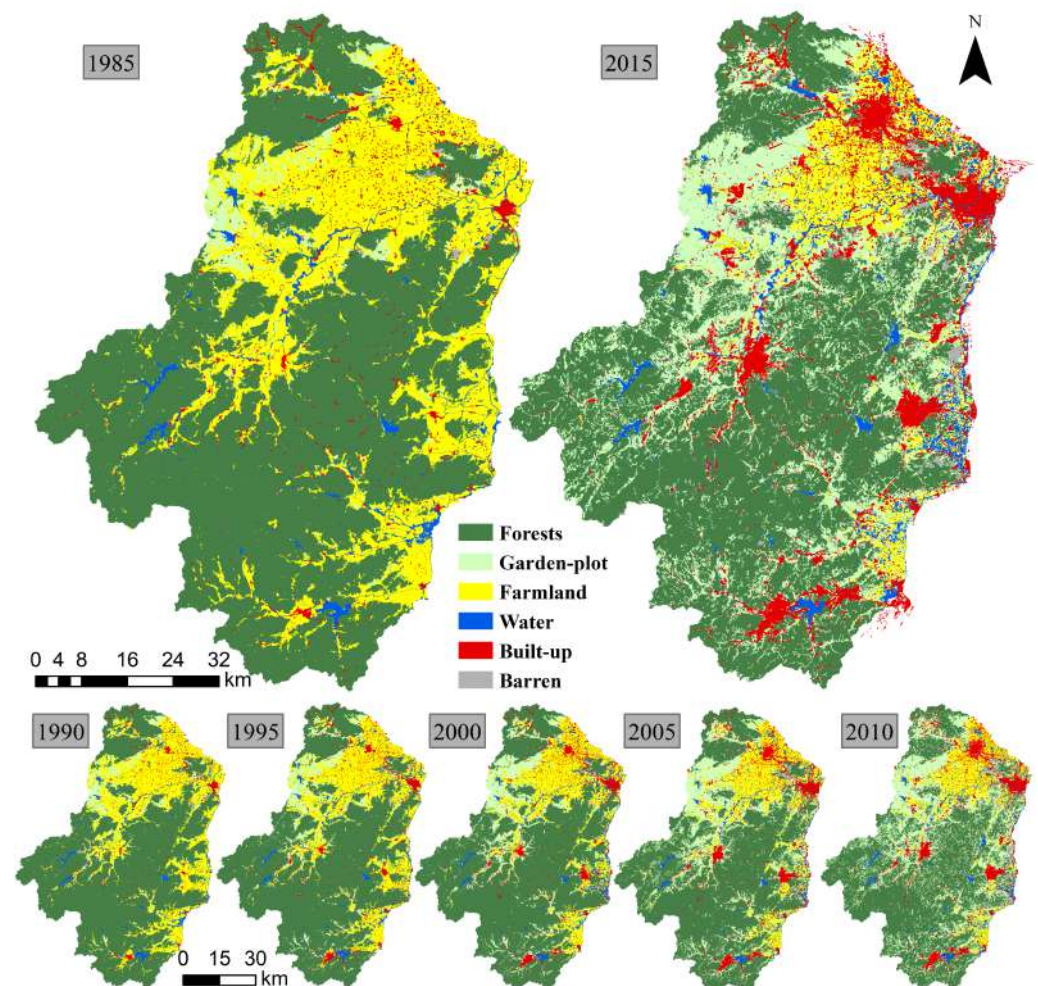 1985
2015
N
Forests
Garden-plot
Farmland
Water
Built-up
Barren
0 4 8 16 24 32
km
1990
1995
2000
2005
2010
0 15 30
km